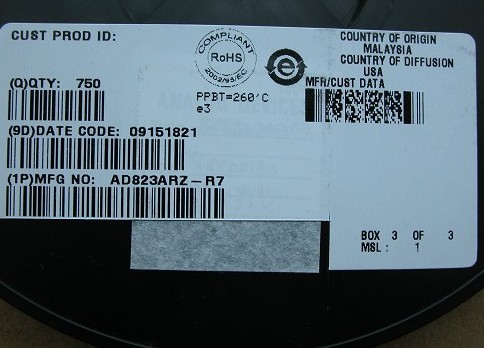 CUST PROD ID:
COMPLIANT
RoHS
2002/95/EC
e
COUNTRY OF ORIGIN
MALAYSIA
COUNTRY OF DIFFUSION
USA
MFR/CUST DATA
(Q)QTY: 750
PPBT=260'C
e3
(9D)DATE CODE: 09151821
(1P)MFG NO: AD823ARZ-R7
BOX 3 OF 3
MSL : 1